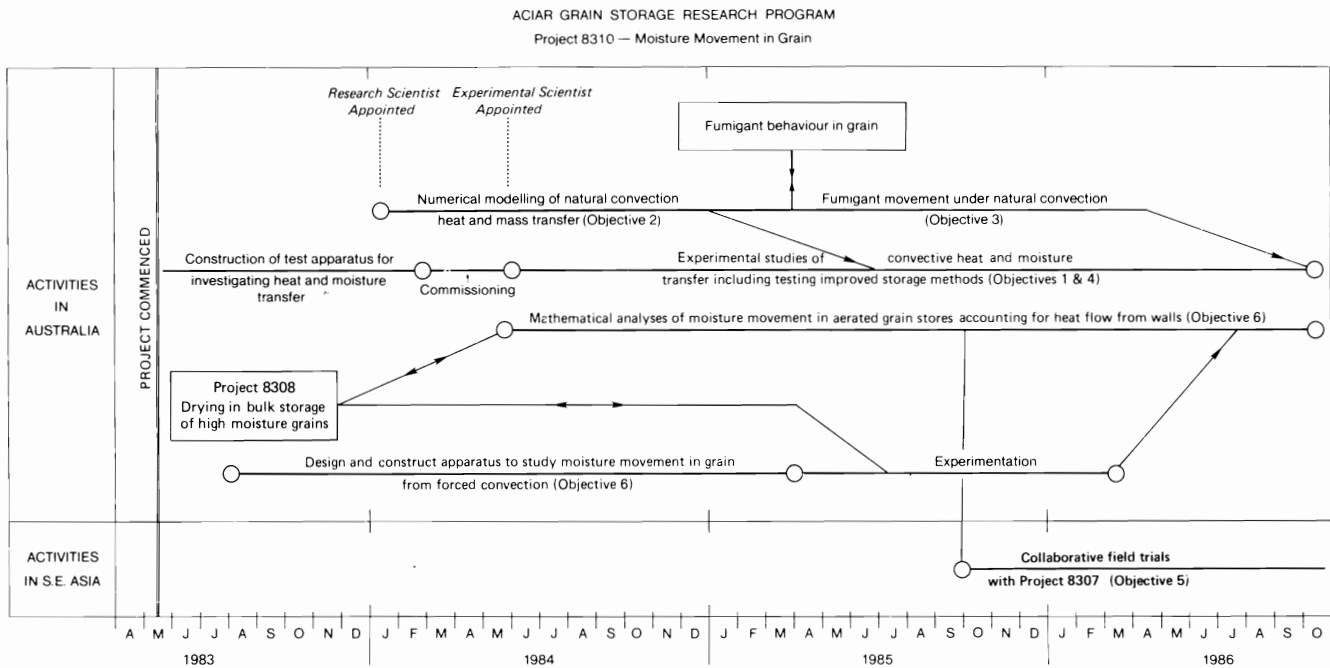 ACIAR GRAIN STORAGE RESEARCH PROGRAM
Project 8310 — Moisture Movement in Grain
Research Scientist
Appointed
Experimental Scientist
Appointed
Fumigant behaviour in grain
Numerical modelling of natural convection
heat and mass transfer (Objective 2)
Fumigant movement under natural convection
(Objective 3)
PROJECT COMMENCED
Construction of test apparatus for
investigating heat and moisture
transfer
Commissioning
Experimental studies of convective heat and moisture
transfer including testing improved storage methods (Objectives 1 & 4)
ACTIVITIES
IN
AUSTRALIA
Mathematical analyses of moisture movement in aerated grain stores accounting for heat flow from walls (Objective 6)
Project 8308
Drying in bulk storage
of high moisture grains
Design and construct apparatus to study moisture movement in grain
from forced convection (Objective 6)
Experimentation
ACTIVITIES
IN S.E. ASIA
Collaborative field trials
with Project 8307 (Objective 5)
A M J J A S O N D J F M A M J J A S O N D J F M A M J J A S O N D J F M A M J J A S O
1983 1984 1985 1986